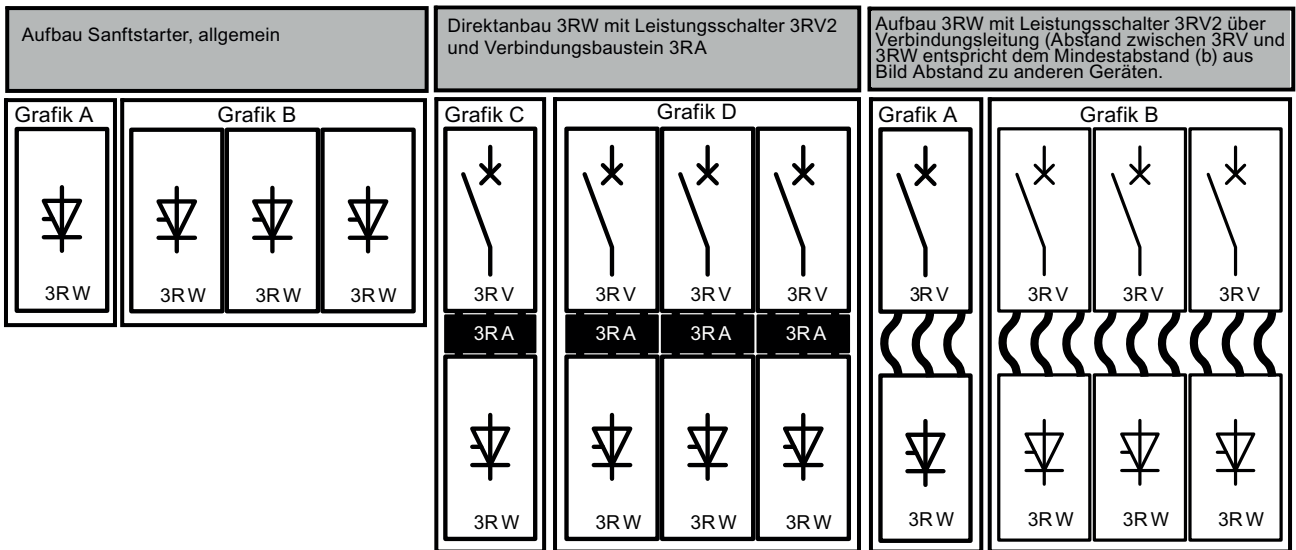 Aufbau Sanftstarter, allgemein
Direktanbau 3RW mit Leistungsschalter 3RV2
und Verbindungsbaustein 3RA
Aufbau 3RW mit Leistungsschalter 3RV2 über
Verbindungsleitung (Abstand zwischen 3RV und
3RW entspricht dem Mindestabstand (b) aus
Bild Abstand zu anderen Geräten.
Grafik A
Grafik B
Grafik C
Grafik D
Grafik A
Grafik B
3RW
3RW
3RW
3RW
3RV
3RV
3RV
3RV
3RV
3RV
3RV
3RV
3RA
3RA
3RA
3RA
3RW
3RW
3RW
3RW
3RW
3RW
3RW
3RW